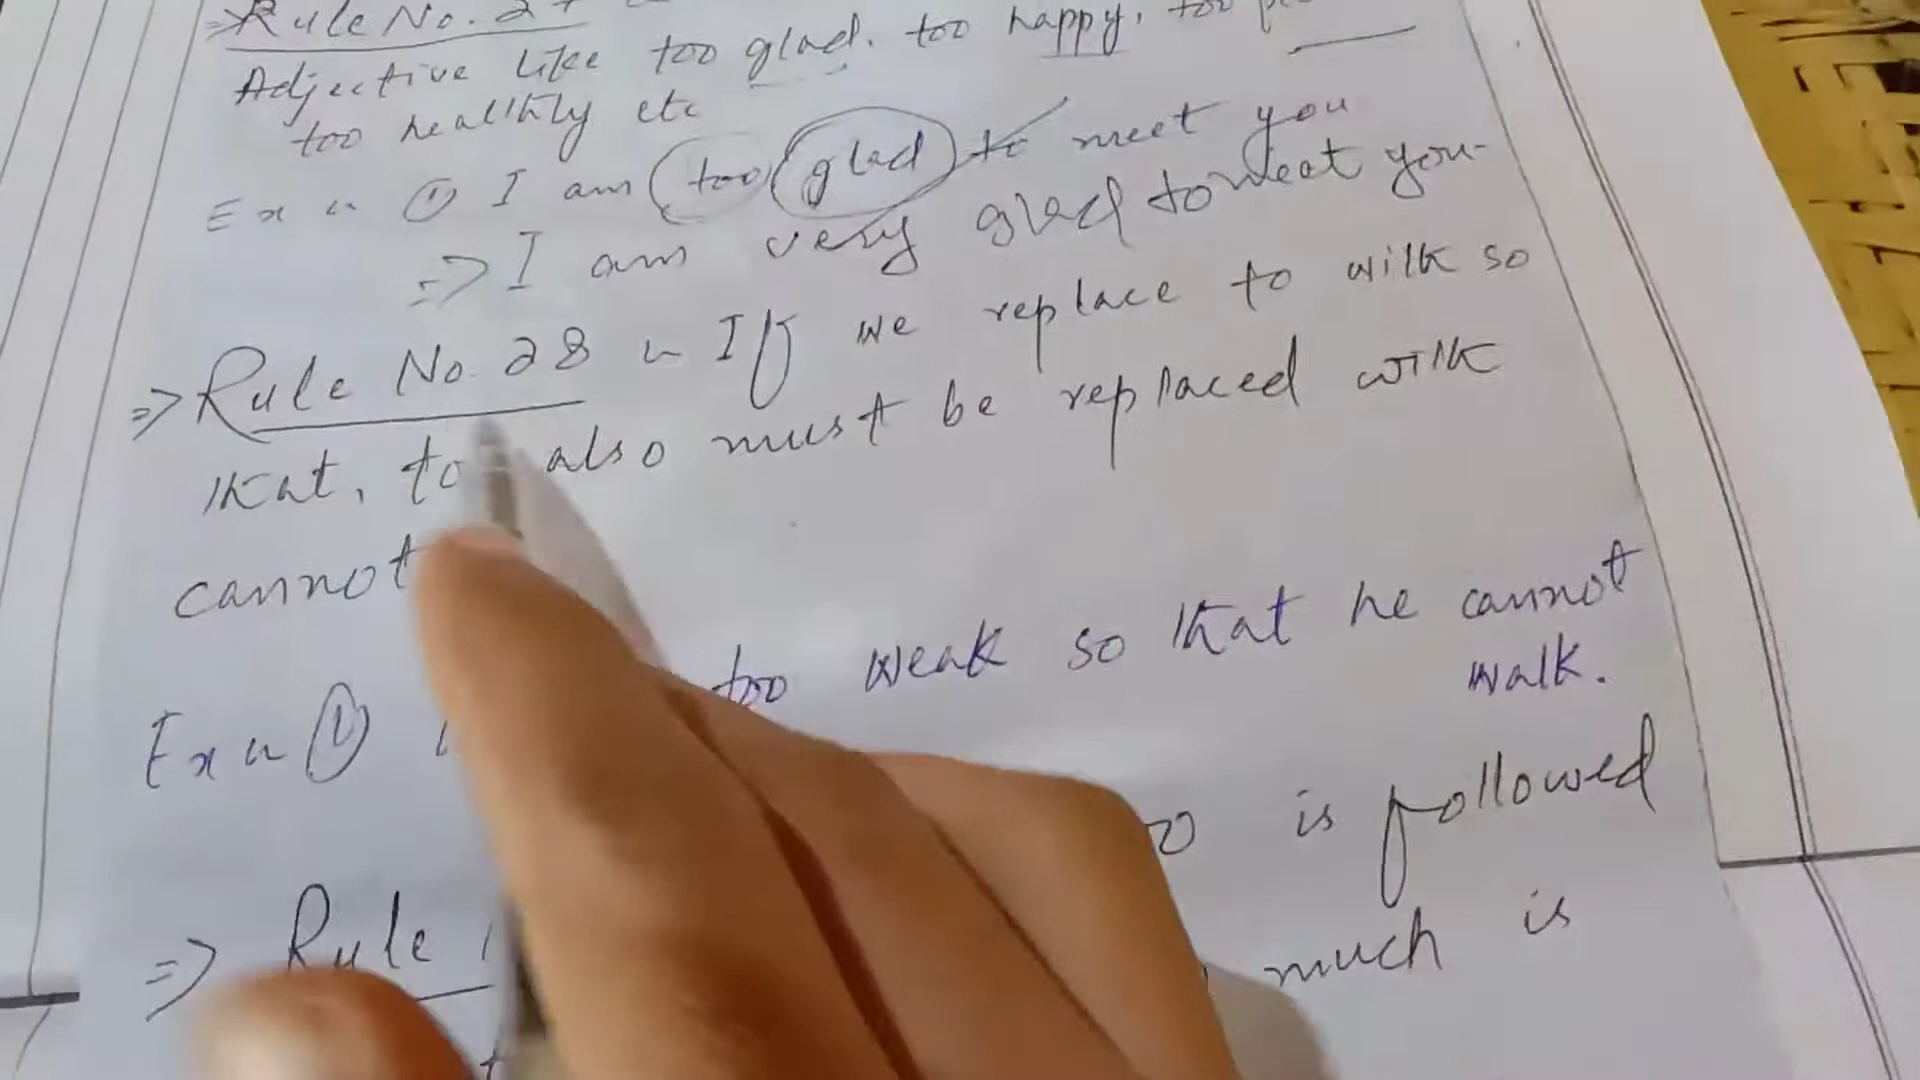 ⇒ Rule No. 27
Adjective like too glad, too happy, too
too healthy etc
Ex ① I am too glad to meet you
⇒ I am very glad to meet you.
⇒ Rule No. 28 If we replace to with so
that, to also must be replaced with
cannot
Ex ① too weak so that he cannot
walk.
is followed
⇒ Rule much is